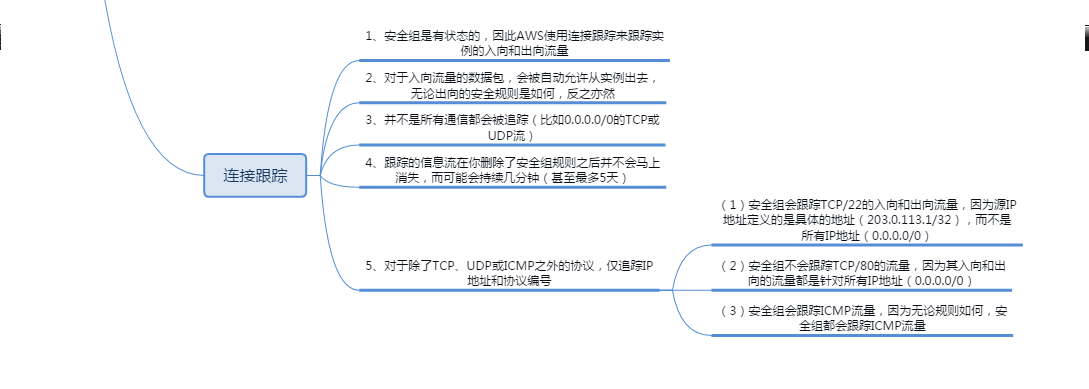 1、安全组是有状态的，因此AWS使用连接跟踪来跟踪实
例的入向和出向流量
2、对于入向流量的数据包，会被自动允许从实例出去，
无论出向的安全规则是如何，反之亦然
3、并不是所有通信都会被追踪（比如0.0.0.0/0的TCP或
UDP流）
连接跟踪
4、跟踪的信息流在你删除了安全组规则之后并不会马上
消失，而可能会持续几分钟（甚至最多5天）
5、对于除了TCP、UDP或ICMP之外的协议，仅追踪IP
地址和协议编号
（1）安全组会跟踪TCP/22的入向和出向流量，因为源IP
地址定义的是具体的地址（203.0.113.1/32），而不是
所有IP地址（0.0.0.0/0）
（2）安全组不会跟踪TCP/80的流量，因为其入向和出
向的流量都是针对所有IP地址（0.0.0.0/0）
（3）安全组会跟踪ICMP流量，因为无论规则如何，安
全组都会跟踪ICMP流量